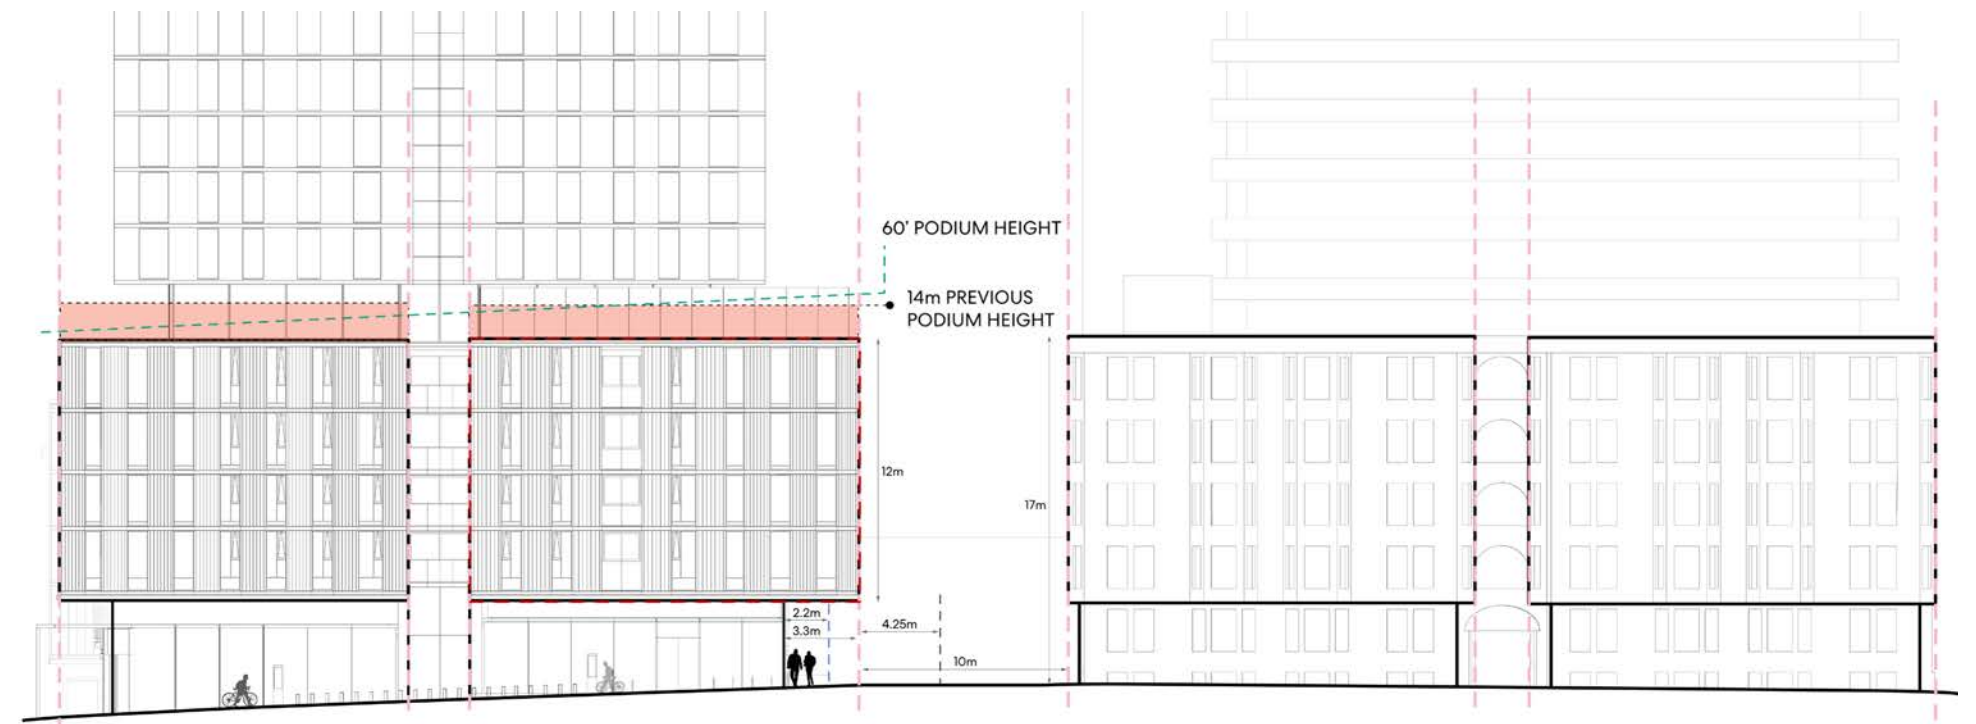 60' PODIUM HEIGHT
14m PREVIOUS
PODIUM HEIGHT
12m
17m
2.2m
3.3m
4.25m
10m